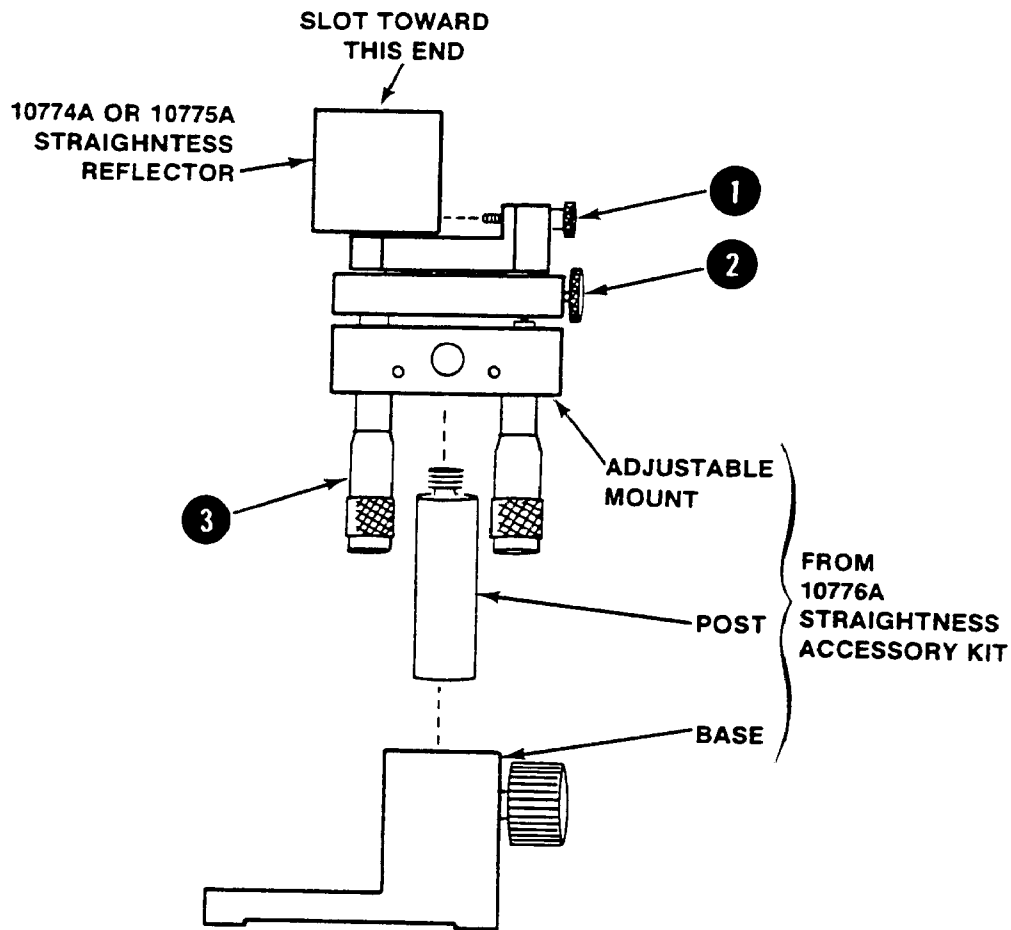 SLOT TOWARD
THIS END
10774A OR 10775A
STRAIGHNTESS
REFLECTOR
1
2
3
ADJUSTABLE
MOUNT
POST
BASE
FROM
10776A
STRAIGHTNESS
ACCESSORY KIT